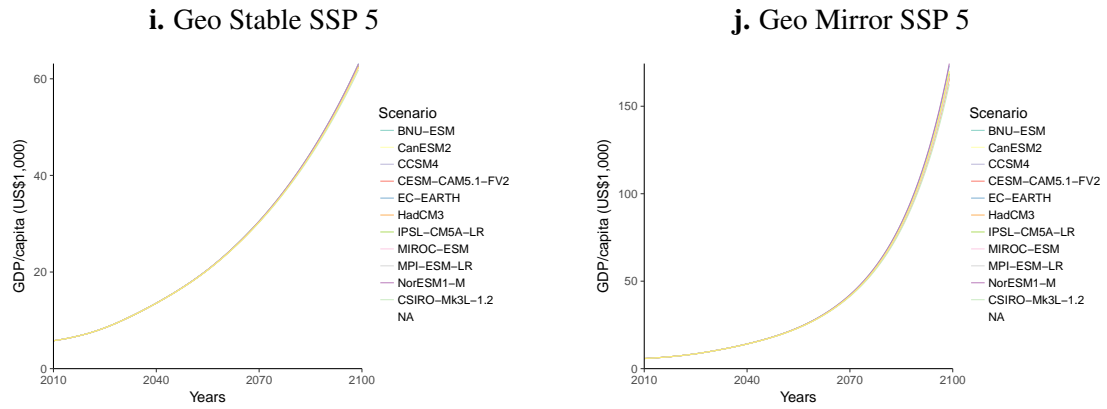 i. Geo Stable SSP 5
60
40
20
0
2010
2040
2070
2100
Years
GDP/capita (US$1,000)
Scenario
BNU−ESM
CanESM2
CCSM4
CESM−CAM5.1−FV2
EC−EARTH
HadCM3
IPSL−CM5A−LR
MIROC−ESM
MPI−ESM−LR
NorESM1−M
CSIRO−Mk3L−1.2
NA
j. Geo Mirror SSP 5
150
100
50
0
2010
2040
2070
2100
Years
GDP/capita (US$1,000)
Scenario
BNU−ESM
CanESM2
CCSM4
CESM−CAM5.1−FV2
EC−EARTH
HadCM3
IPSL−CM5A−LR
MIROC−ESM
MPI−ESM−LR
NorESM1−M
CSIRO−Mk3L−1.2
NA